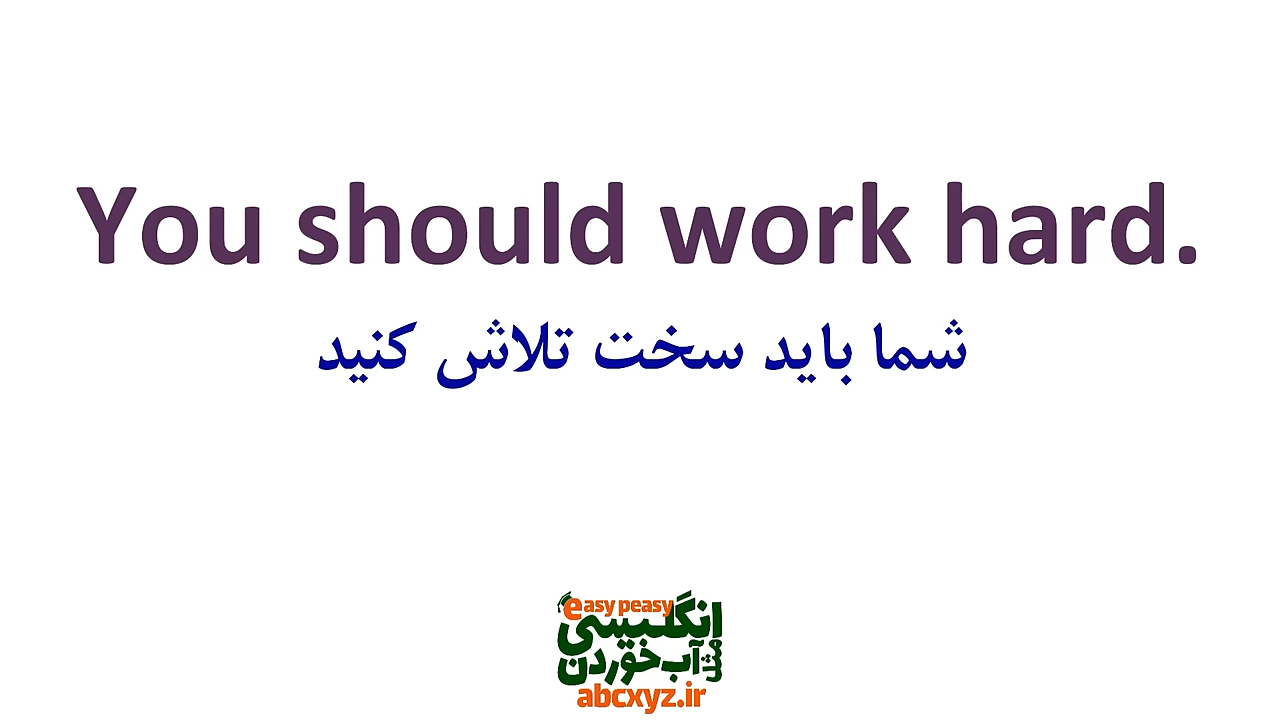 You should work hard.
شما باید سخت تلاش کنید
easy peasy
انگلیسی
مثل آب خوردن
abcxyz.ir